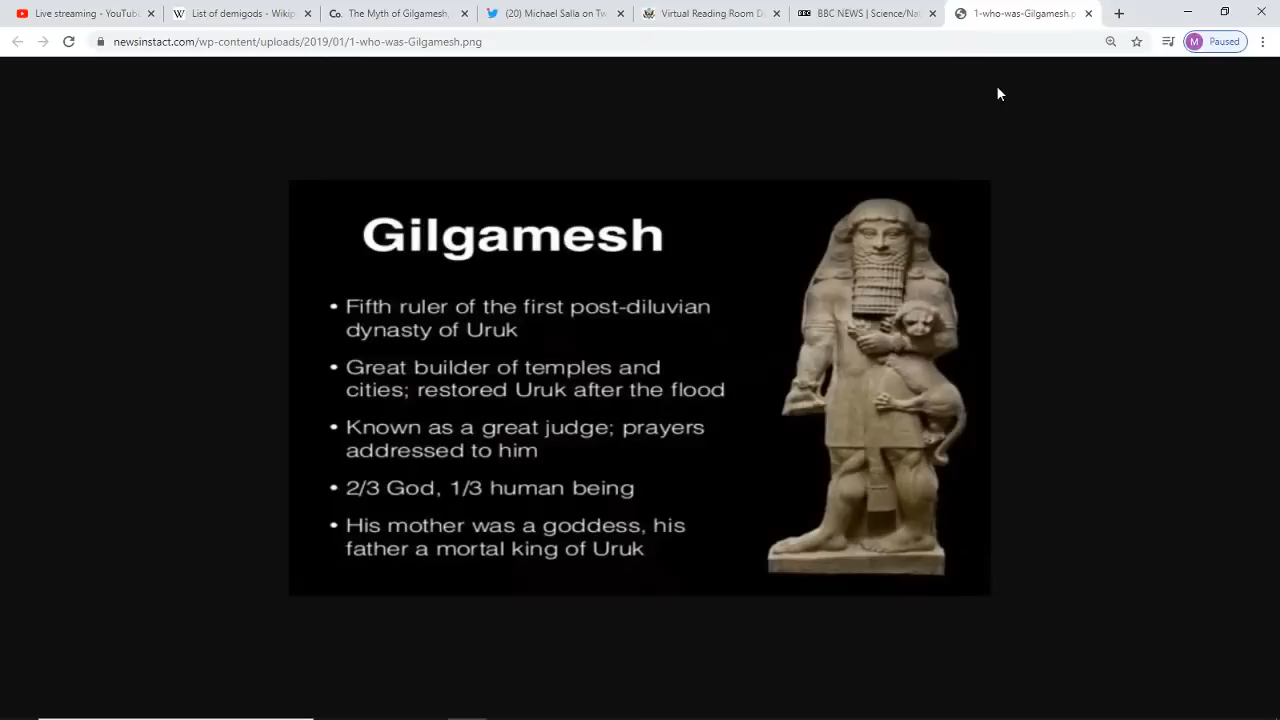 Live streaming - YouTube
List of demigods - Wikip
Co. The Myth of Gilgamesh,
(20) Michael Salla on Tw
Virtual Reading Room D
BBC NEWS | Science/Nat
1-who-was-Gilgamesh.p
newsinstact.com/wp-content/uploads/2019/01/1-who-was-Gilgamesh.png
M Paused
Gilgamesh
• Fifth ruler of the first post-diluvian
dynasty of Uruk
• Great builder of temples and
cities; restored Uruk after the flood
• Known as a great judge; prayers
addressed to him
• 2/3 God, 1/3 human being
• His mother was a goddess, his
father a mortal king of Uruk